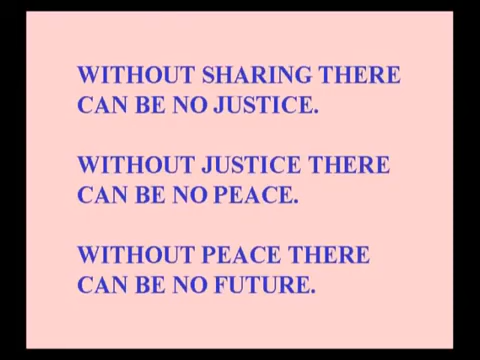 WITHOUT SHARING THERE
CAN BE NO JUSTICE.
WITHOUT JUSTICE THERE
CAN BE NO PEACE.
WITHOUT PEACE THERE
CAN BE NO FUTURE.